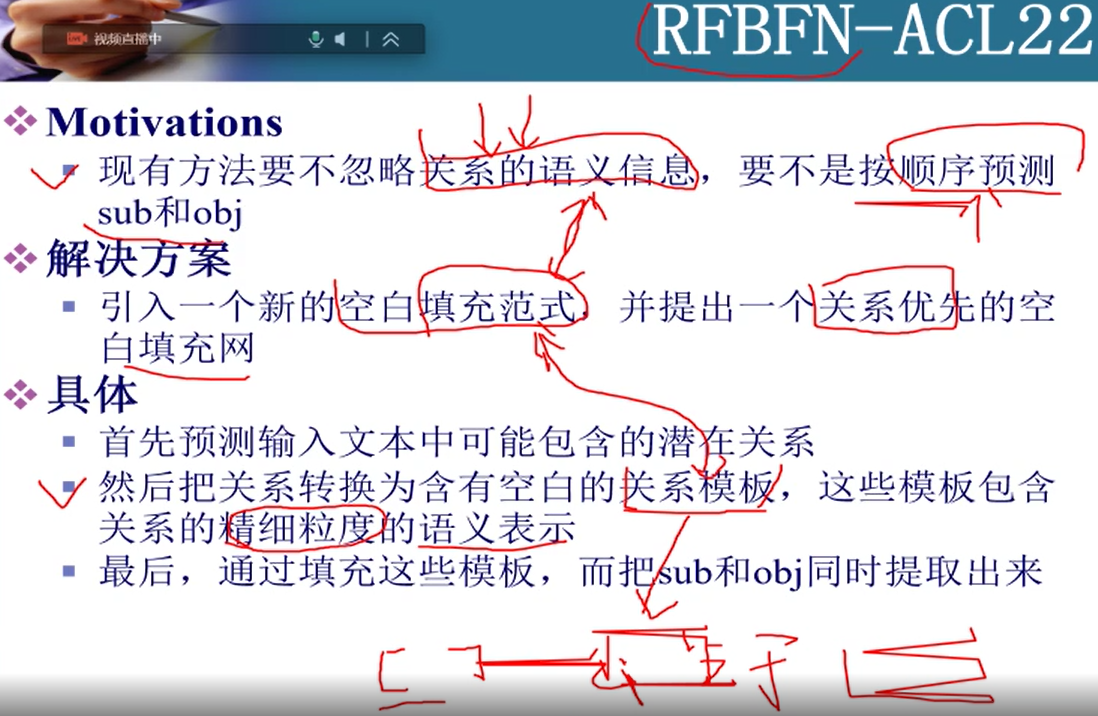 LIVE 视频直播中
RFBFN-ACL22
Motivations
现有方法要不忽略关系的语义信息，要不是按顺序预测
sub和obj
解决方案
引入一个新的空白填充范式，并提出一个关系优先的空
白填充网
具体
首先预测输入文本中可能包含的潜在关系
然后把关系转换为含有空白的关系模板，这些模板包含
关系的精细粒度的语义表示
最后，通过填充这些模板，而把sub和obj同时提取出来
于